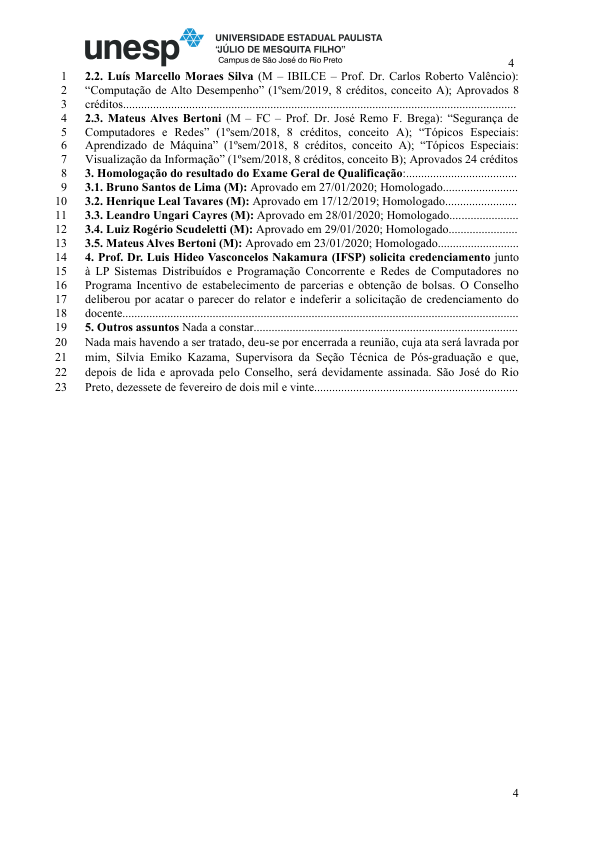 unesp
UNIVERSIDADE ESTADUAL PAULISTA
“JÚLIO DE MESQUITA FILHO”
Campus de São José do Rio Preto
4
1 2.2. Luís Marcello Moraes Silva (M – IBILCE – Prof. Dr. Carlos Roberto Valêncio):
2 “Computação de Alto Desempenho” (1ºsem/2019, 8 créditos, conceito A); Aprovados 8
3 créditos....................................................................................................................................
4 2.3. Mateus Alves Bertoni (M – FC – Prof. Dr. José Remo F. Brega): “Segurança de
5 Computadores e Redes” (1ºsem/2018, 8 créditos, conceito A); “Tópicos Especiais:
6 Aprendizado de Máquina” (1ºsem/2018, 8 créditos, conceito A); “Tópicos Especiais:
7 Visualização da Informação” (1ºsem/2018, 8 créditos, conceito B); Aprovados 24 créditos
8 3. Homologação do resultado do Exame Geral de Qualificação:.....................................
9 3.1. Bruno Santos de Lima (M): Aprovado em 27/01/2020; Homologado.........................
10 3.2. Henrique Leal Tavares (M): Aprovado em 17/12/2019; Homologado........................
11 3.3. Leandro Ungari Cayres (M): Aprovado em 28/01/2020; Homologado.......................
12 3.4. Luiz Rogério Scudeletti (M): Aprovado em 29/01/2020; Homologado.......................
13 3.5. Mateus Alves Bertoni (M): Aprovado em 23/01/2020; Homologado...........................
14 4. Prof. Dr. Luis Hideo Vasconcelos Nakamura (IFSP) solicita credenciamento junto
15 à LP Sistemas Distribuídos e Programação Concorrente e Redes de Computadores no
16 Programa Incentivo de estabelecimento de parcerias e obtenção de bolsas. O Conselho
17 deliberou por acatar o parecer do relator e indeferir a solicitação de credenciamento do
18 docente....................................................................................................................................
19 5. Outros assuntos Nada a constar........................................................................................
20 Nada mais havendo a ser tratado, deu-se por encerrada a reunião, cuja ata será lavrada por
21 mim, Silvia Emiko Kazama, Supervisora da Seção Técnica de Pós-graduação e que,
22 depois de lida e aprovada pelo Conselho, será devidamente assinada. São José do Rio
23 Preto, dezessete de fevereiro de dois mil e vinte....................................................................
4